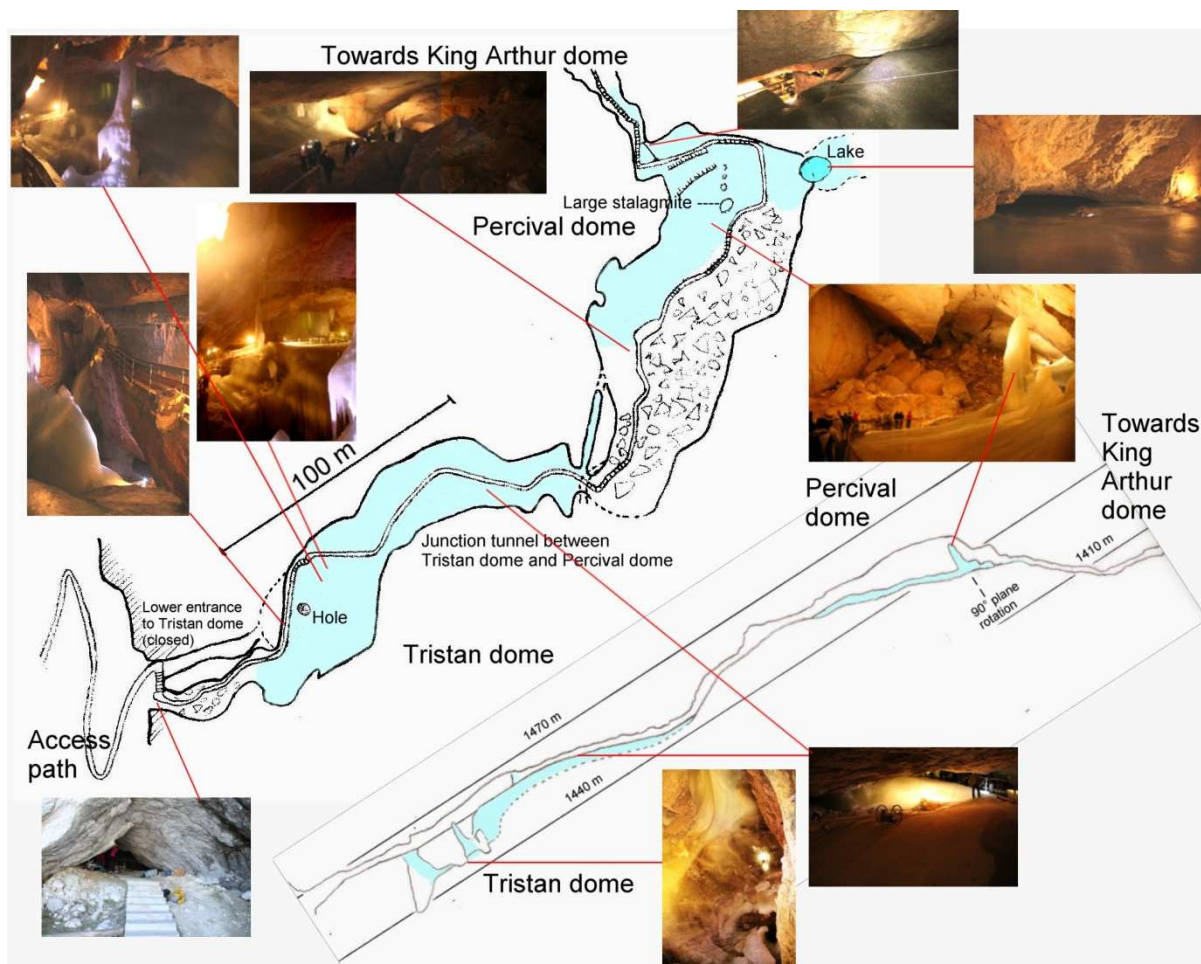 Towards King Arthur dome
Lake
Large stalagmite
Percival dome
100 m
Junction tunnel between
Tristan dome and Percival dome
Lower entrance
to Tristan dome
(closed)
Hole
Tristan dome
Access
path
Towards
King
Arthur
dome
Percival
dome
1410 m
90° plane
rotation
1470 m
1440 m
Tristan dome